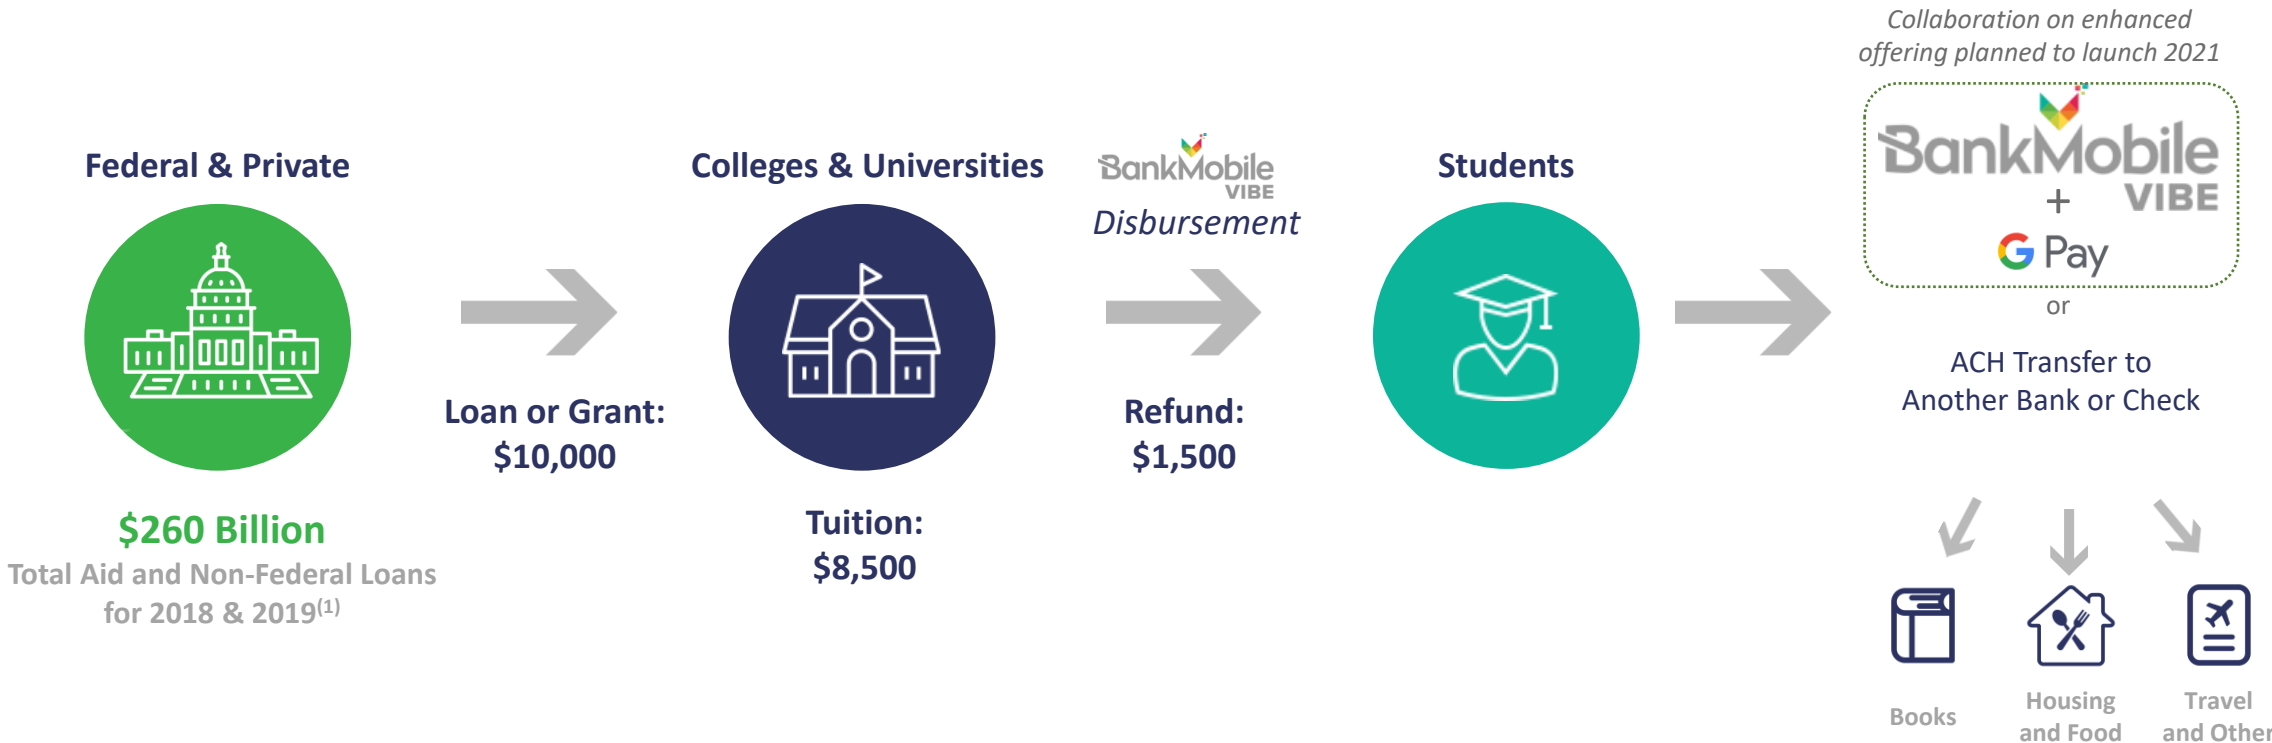 Collaboration on enhanced
offering planned to launch 2021
Federal & Private
Colleges & Universities
BankMobile
VIBE
Disbursement
Students
BankMobile
VIBE
+
G Pay
or
ACH Transfer to
Another Bank or Check
Loan or Grant:
$10,000
Refund:
$1,500
$260 Billion
Total Aid and Non-Federal Loans
for 2018 & 2019(1)
Tuition:
$8,500
Books
Housing
and Food
Travel
and Other